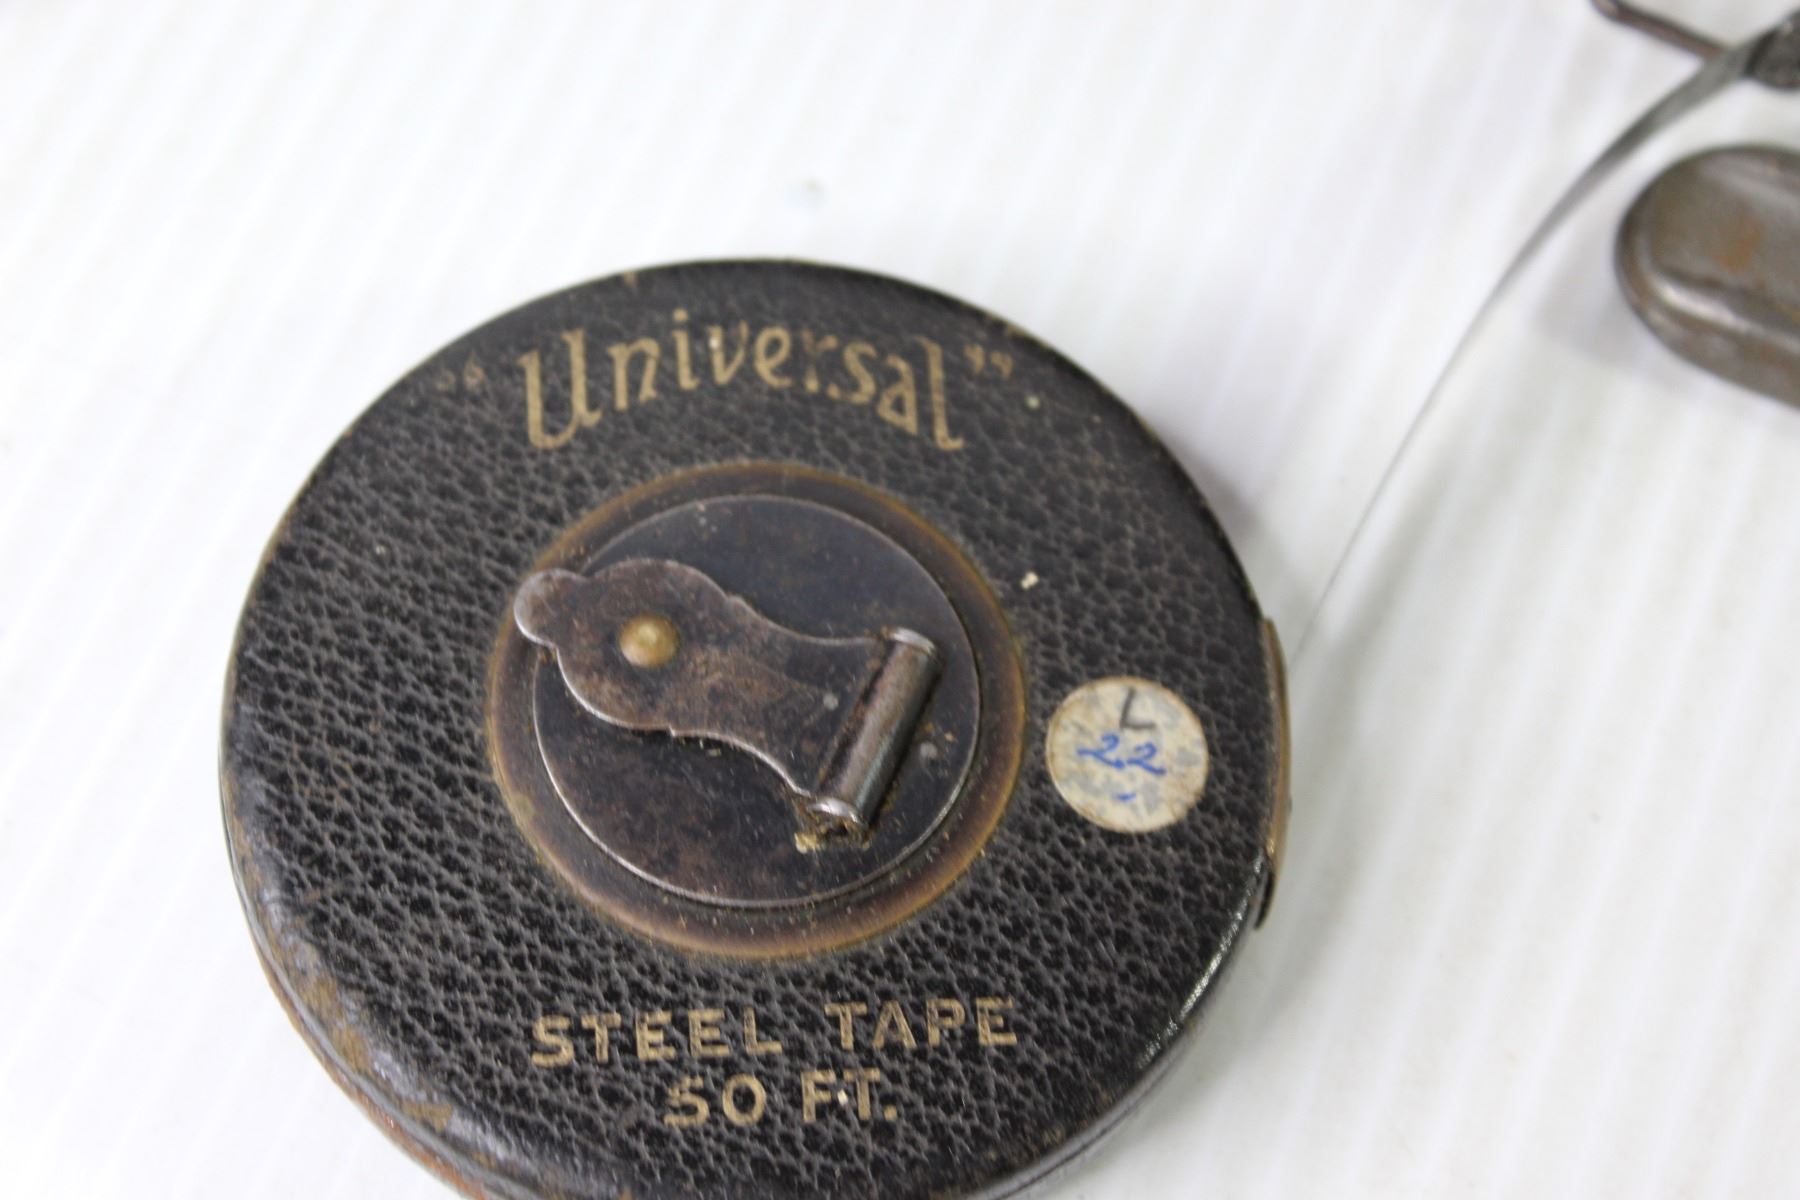 "Universal"
L
22
STEEL TAPE
50 FT.